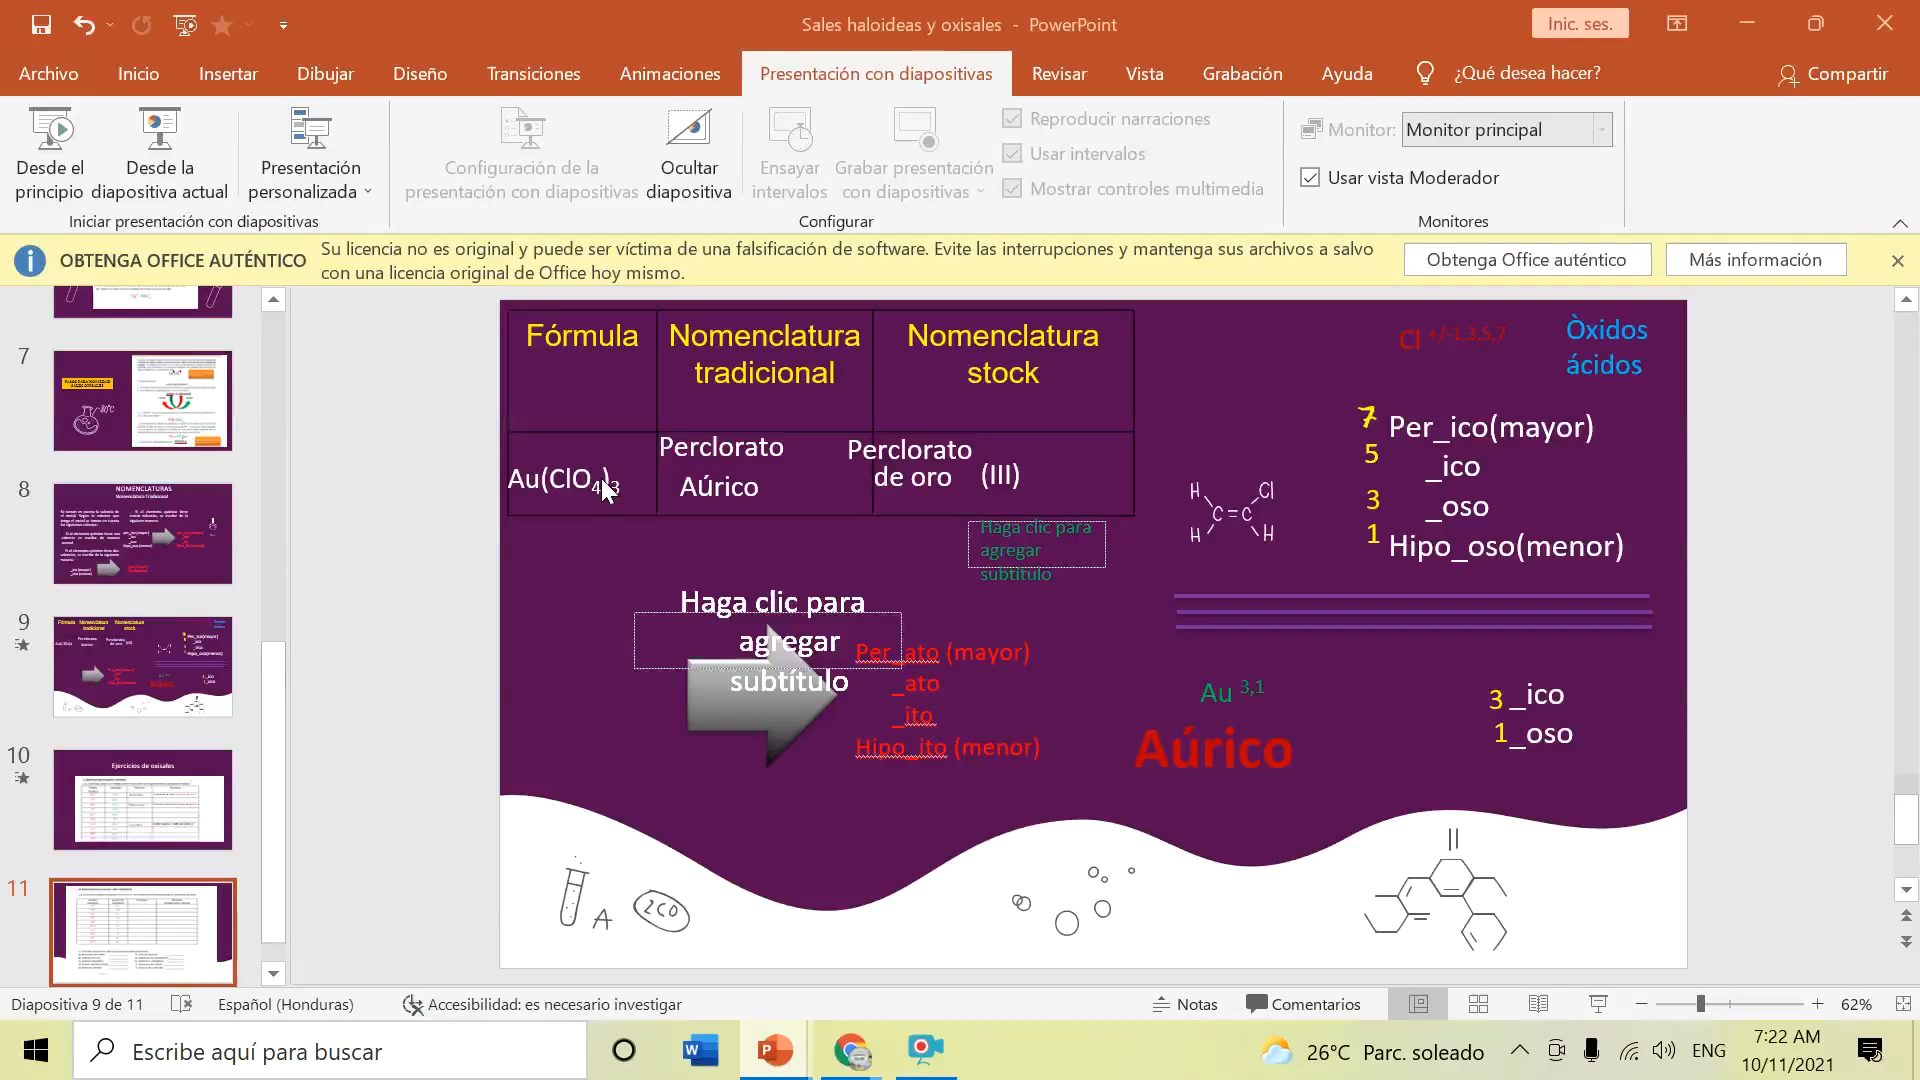 Sales haloideas y oxisales - PowerPoint
Inic. ses.
Archivo
Inicio
Insertar
Dibujar
Diseño
Transiciones
Animaciones
Presentación con diapositivas
Revisar
Vista
Grabación
Ayuda
¿Qué desea hacer?
Compartir
Desde el principio
Desde la diapositiva actual
Presentación personalizada
Iniciar presentación con diapositivas
Configuración de la presentación con diapositivas
Ocultar diapositiva
Ensayar intervalos
Grabar presentación con diapositivas
Reproducir narraciones
Usar intervalos
Mostrar controles multimedia
Configurar
Monitor: Monitor principal
Usar vista Moderador
Monitores
OBTENGA OFFICE AUTÉNTICO
Su licencia no es original y puede ser víctima de una falsificación de software. Evite las interrupciones y mantenga sus archivos a salvo
con una licencia original de Office hoy mismo.
Obtenga Office auténtico
Más información
7
8
NOMENCLATURAS
Nomenclatura Tradicional
9
10
Ejercicios de oxisales
11
Fórmula
Nomenclatura
tradicional
Nomenclatura
stock
Au(ClO4)3
Perclorato
Aúrico
Perclorato
de oro (III)
Cl +/-1,3,5,7
Òxidos
ácidos
7 Per_ico(mayor)
5 _ico
3 _oso
1 Hipo_oso(menor)
H Cl
C=C
H H
Haga clic para
agregar
subtítulo
Haga clic para
agregar
subtítulo
Per_ato (mayor)
_ato
_ito
Hipo_ito (menor)
Au 3,1
Aúrico
3 _ico
1 _oso
A
2CO
Diapositiva 9 de 11
Español (Honduras)
Accesibilidad: es necesario investigar
Notas
Comentarios
62%
Escribe aquí para buscar
26°C Parc. soleado
ENG
7:22 AM
10/11/2021